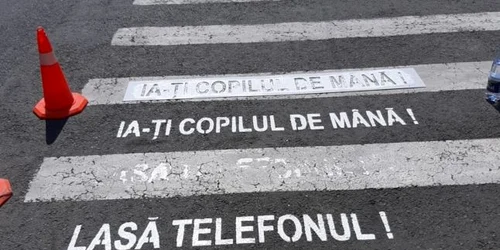 IA-ȚI COPILUL DE MÂNĂ !
IA-ȚI COPILUL DE MÂNĂ !
LASĂ TELEFONUL !